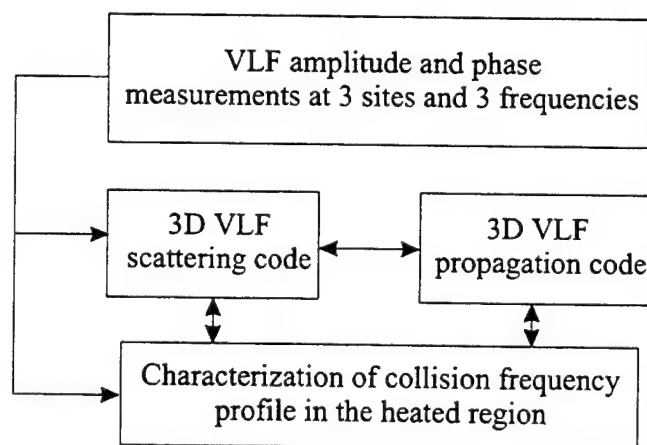 VLF amplitude and phase
measurements at 3 sites and 3 frequencies
3D VLF
scattering code
3D VLF
propagation code
Characterization of collision frequency
profile in the heated region